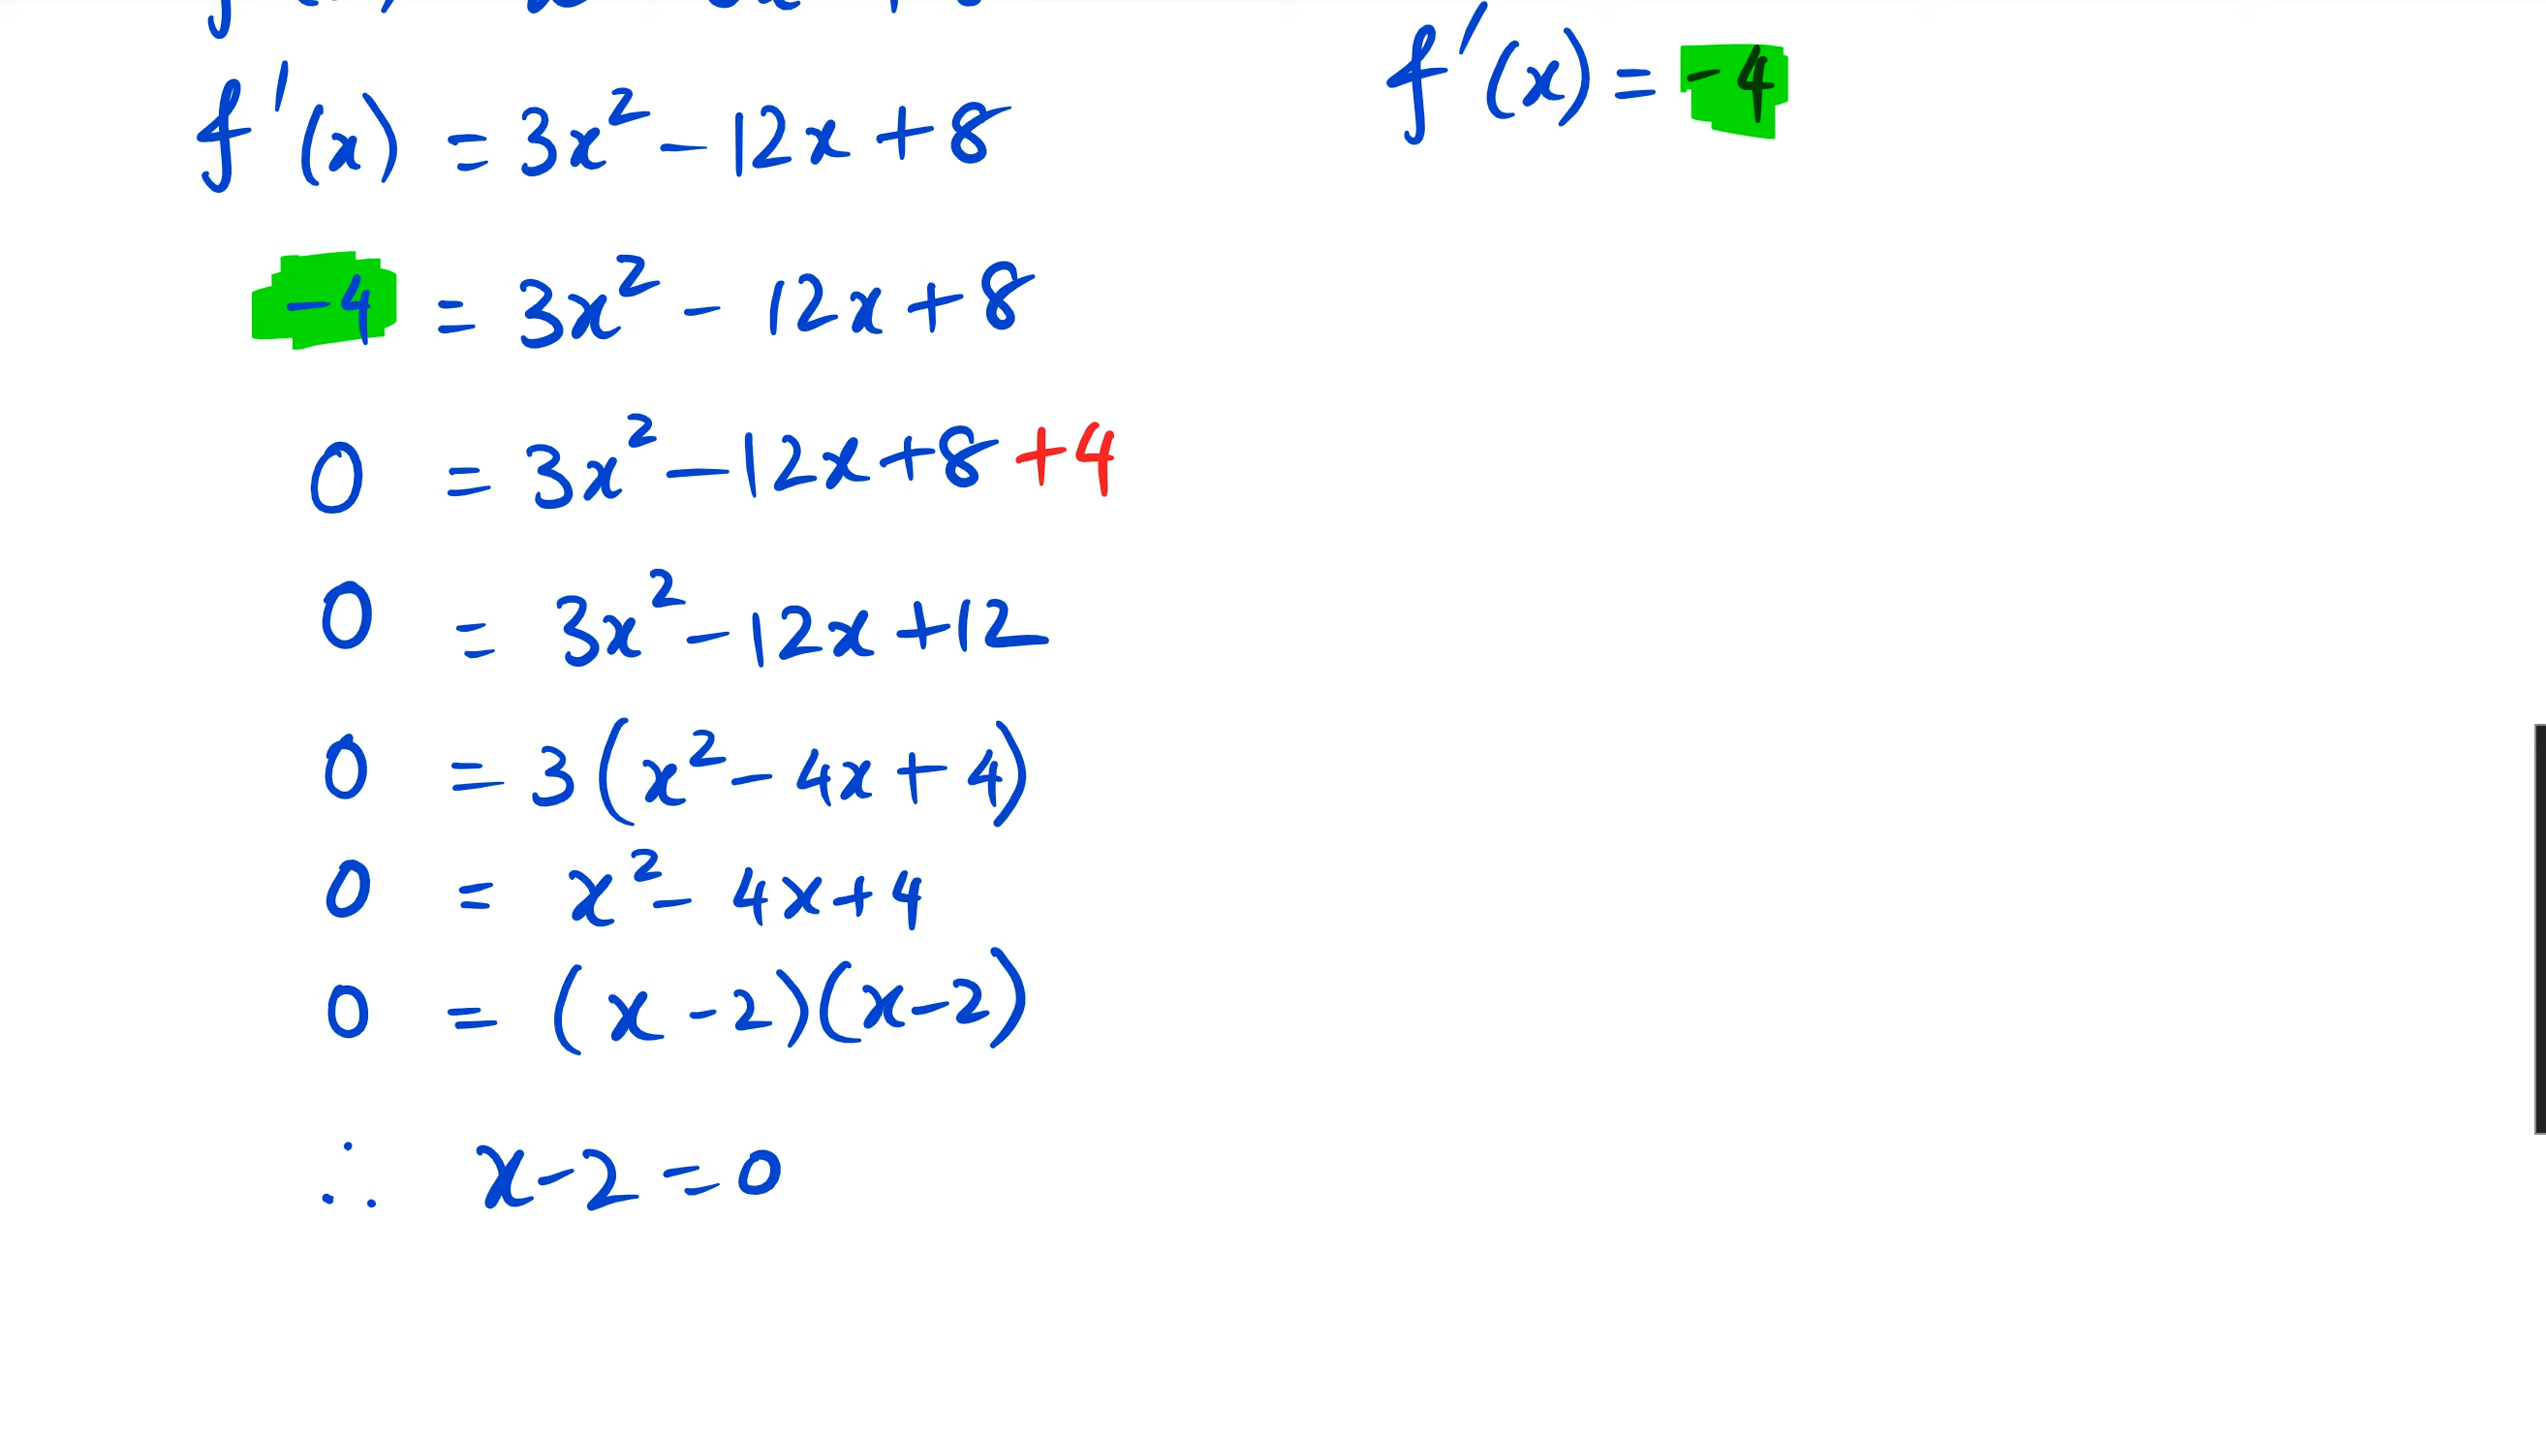 f'(x) = 3x² - 12x + 8
f'(x) = -4
-4 = 3x² - 12x + 8
0 = 3x² - 12x + 8 + 4
0 = 3x² - 12x + 12
0 = 3(x² - 4x + 4)
0 = x² - 4x + 4
0 = (x - 2)(x - 2)
∴ x - 2 = 0